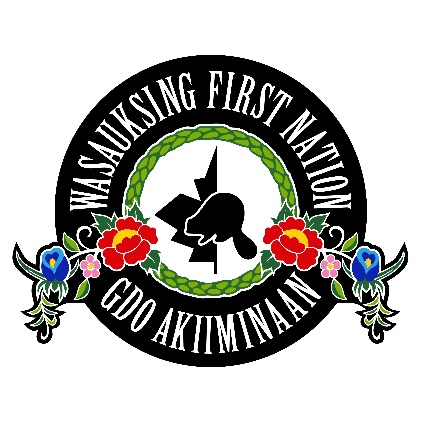 WASAUKSING FIRST NATION
GDO AKIIMINAAN